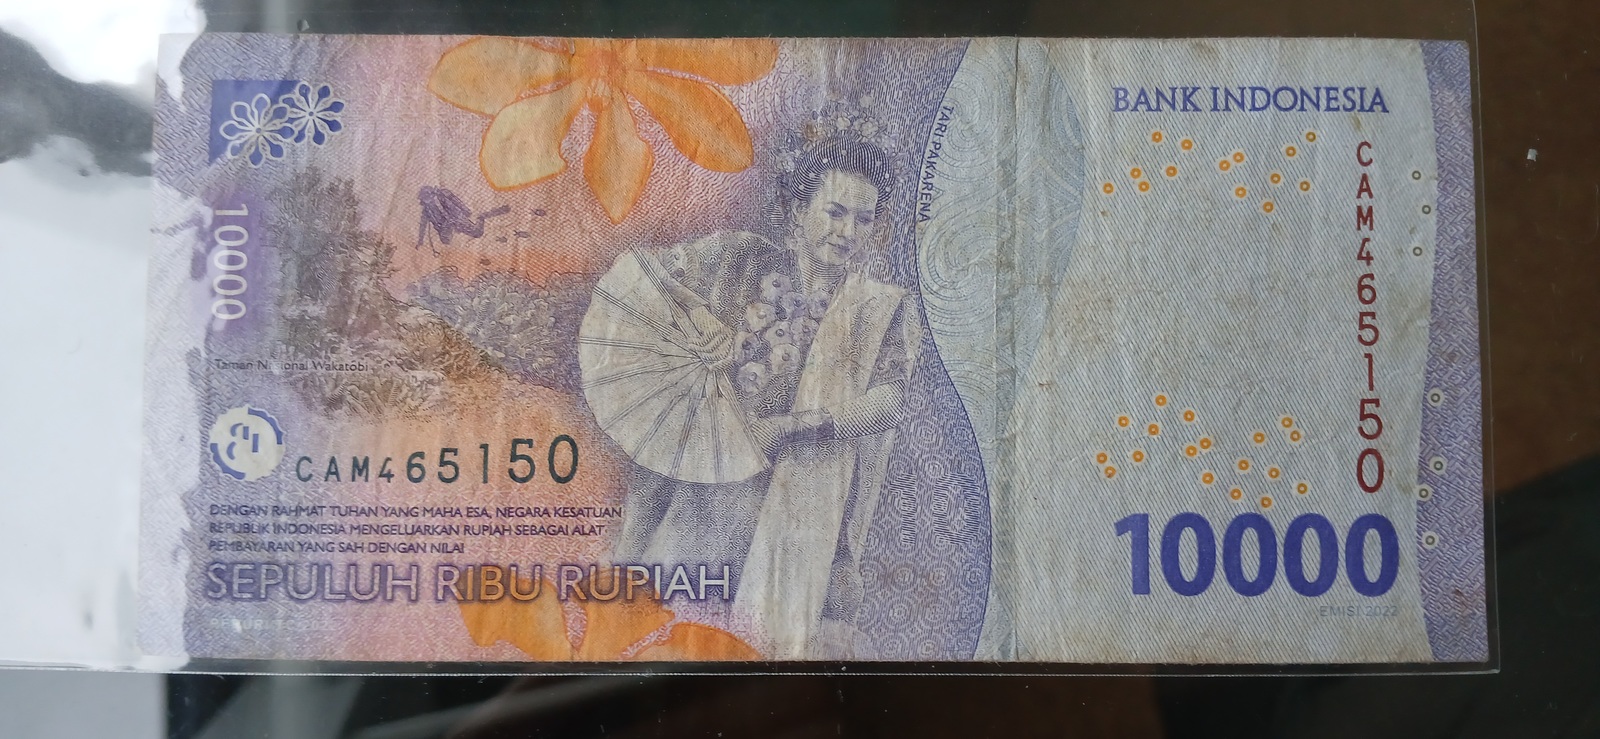 10000
TARI PAKARENA
BANK INDONESIA
CAM465150
Taman Nasional Wakatobi
CAM465150
DENGAN RAHMAT TUHAN YANG MAHA ESA, NEGARA KESATUAN
REPUBLIK INDONESIA MENGELUARKAN RUPIAH SEBAGAI ALAT
PEMBAYARAN YANG SAH DENGAN NILAI
SEPULUH RIBU RUPIAH
10000
EMISI 2022